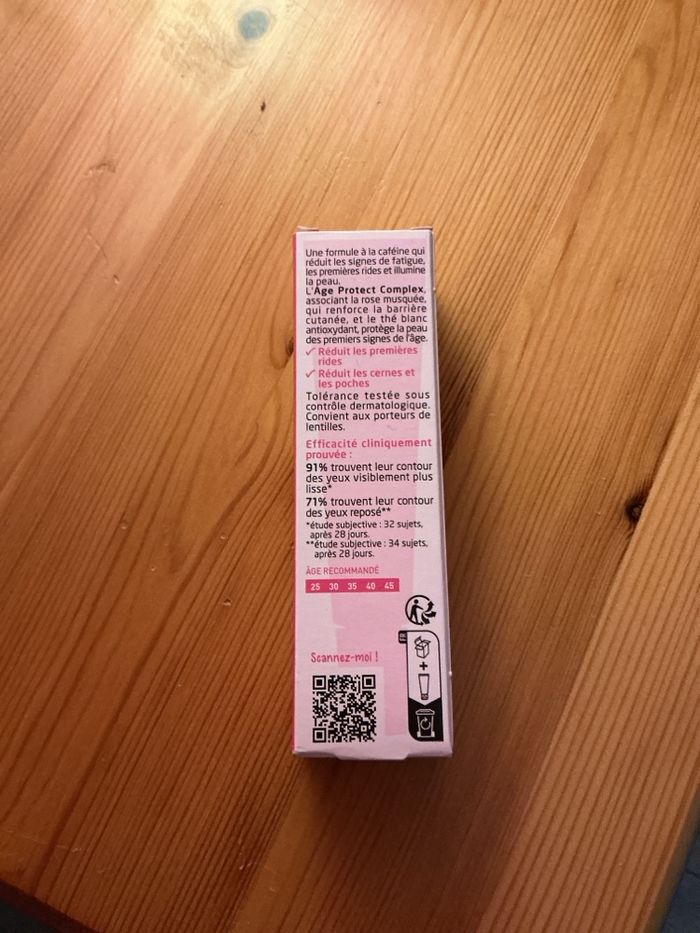 Une formule à la caféine qui
réduit les signes de fatigue,
les premières rides et illumine
la peau.
L'Âge Protect Complex,
associant la rose musquée,
qui renforce la barrière
cutanée, et le thé blanc
antioxydant, protège la peau
des premiers signes de l'âge.
✓ Réduit les premières
rides
✓ Réduit les cernes et
les poches
Tolérance testée sous
contrôle dermatologique.
Convient aux porteurs de
lentilles.
Efficacité cliniquement
prouvée :
91% trouvent leur contour
des yeux visiblement plus
lisse*
71% trouvent leur contour
des yeux reposé**
*étude subjective : 32 sujets,
après 28 jours.
**étude subjective : 34 sujets,
après 28 jours.
ÂGE RECOMMANDÉ
25 30 35 40 45
Scannez-moi !
+